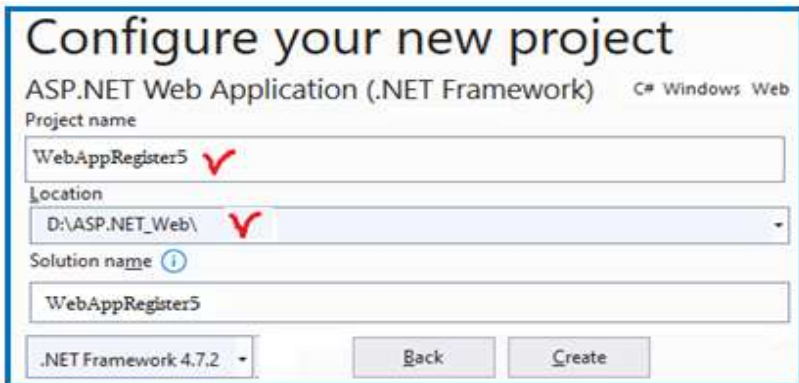 Configure your new project
ASP.NET Web Application (.NET Framework) C# Windows Web
Project name
WebAppRegister5
Location
D:\ASP.NET_Web\
Solution name
WebAppRegister5
.NET Framework 4.7.2 Back Create